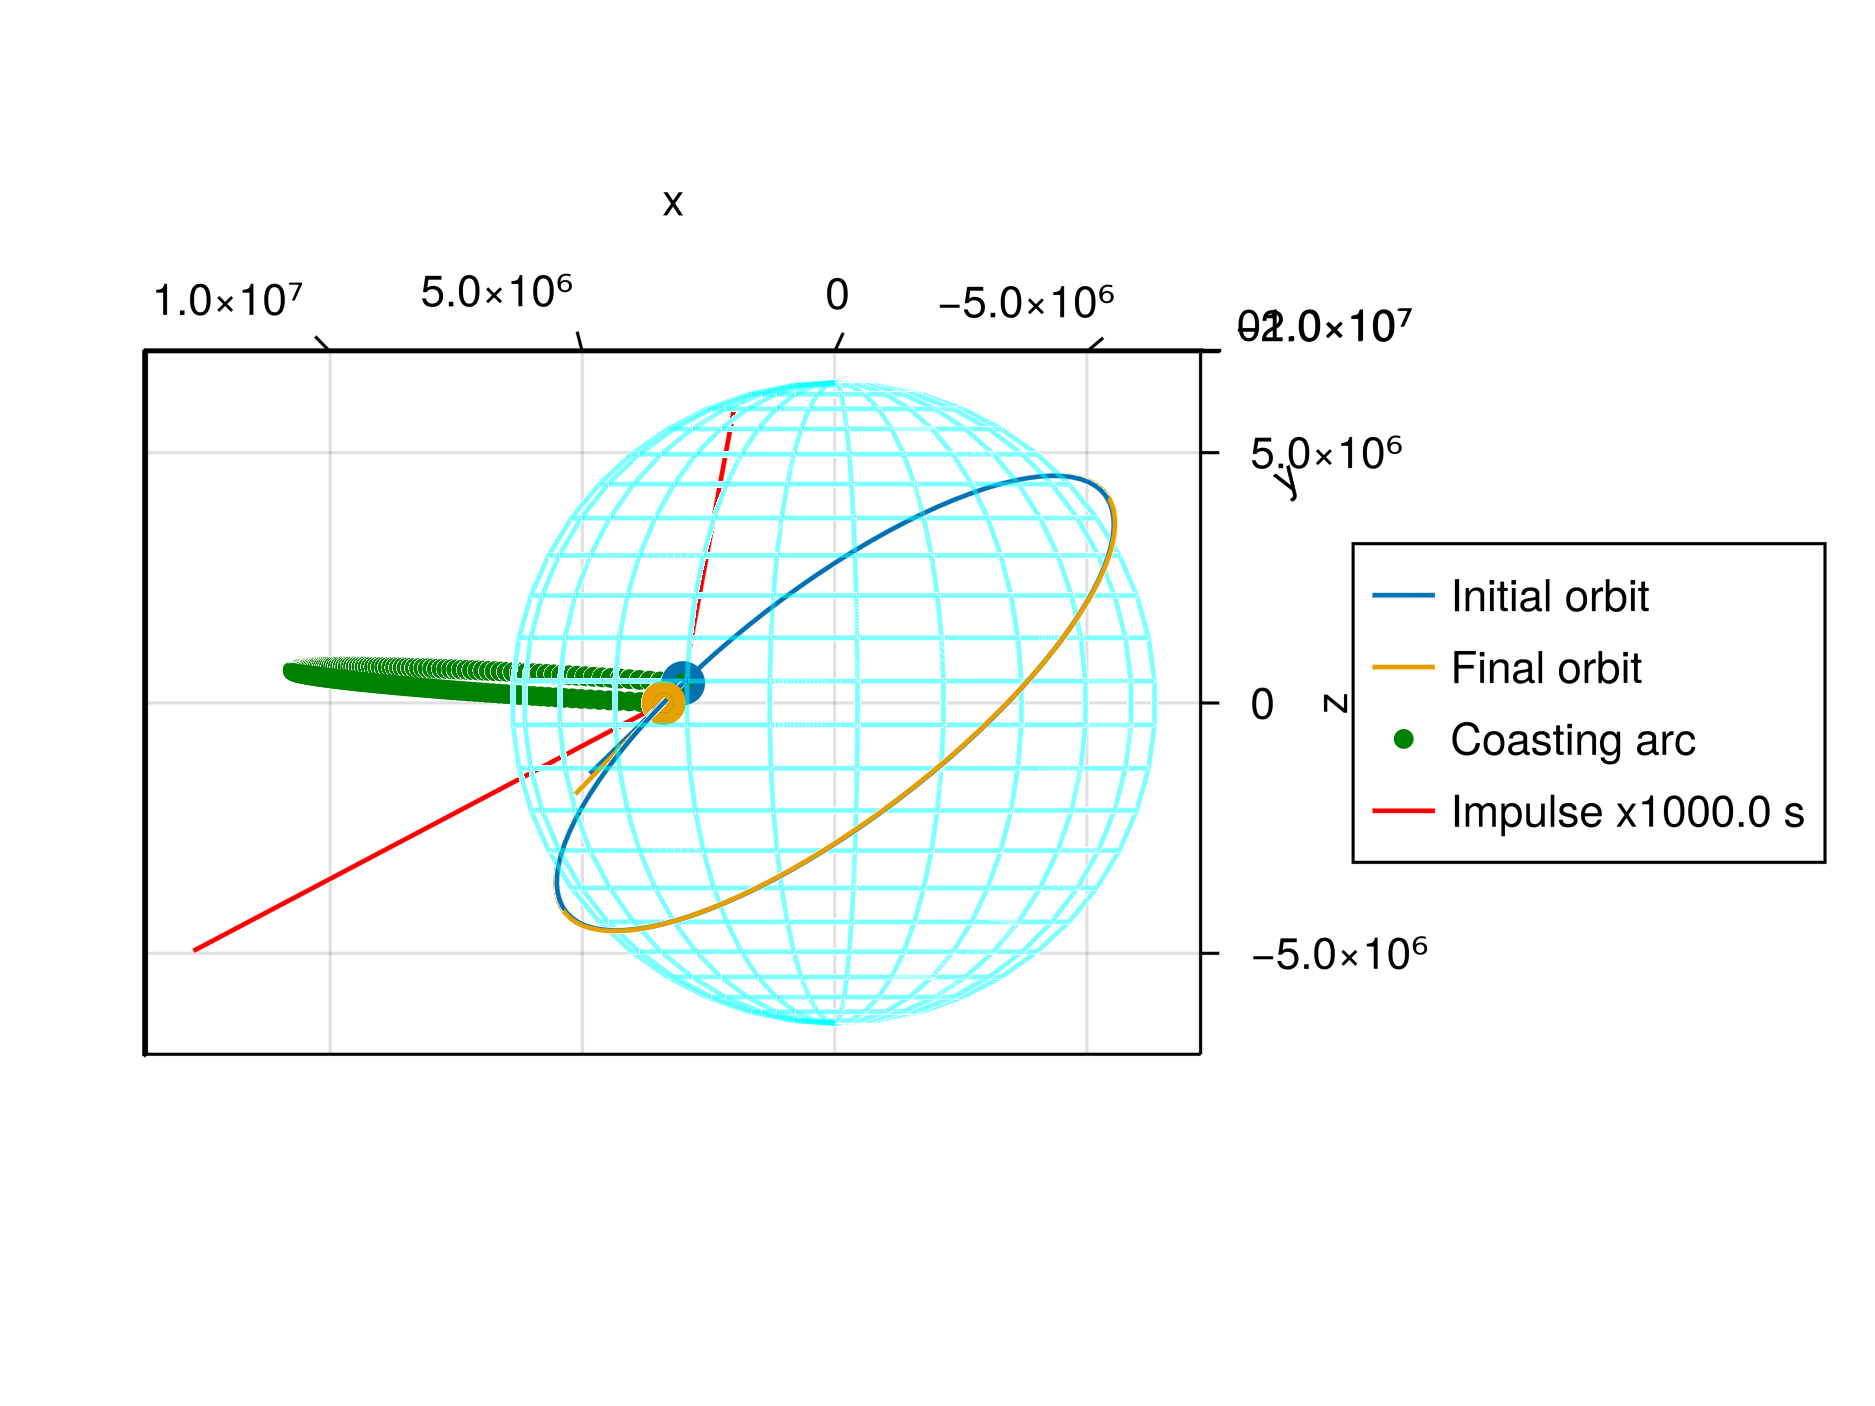 x
1.0×10⁷
5.0×10⁶
0
−5.0×10⁶
5.0×10⁶
y
0
z
−5.0×10⁶
Initial orbit
Final orbit
Coasting arc
Impulse x1000.0 s